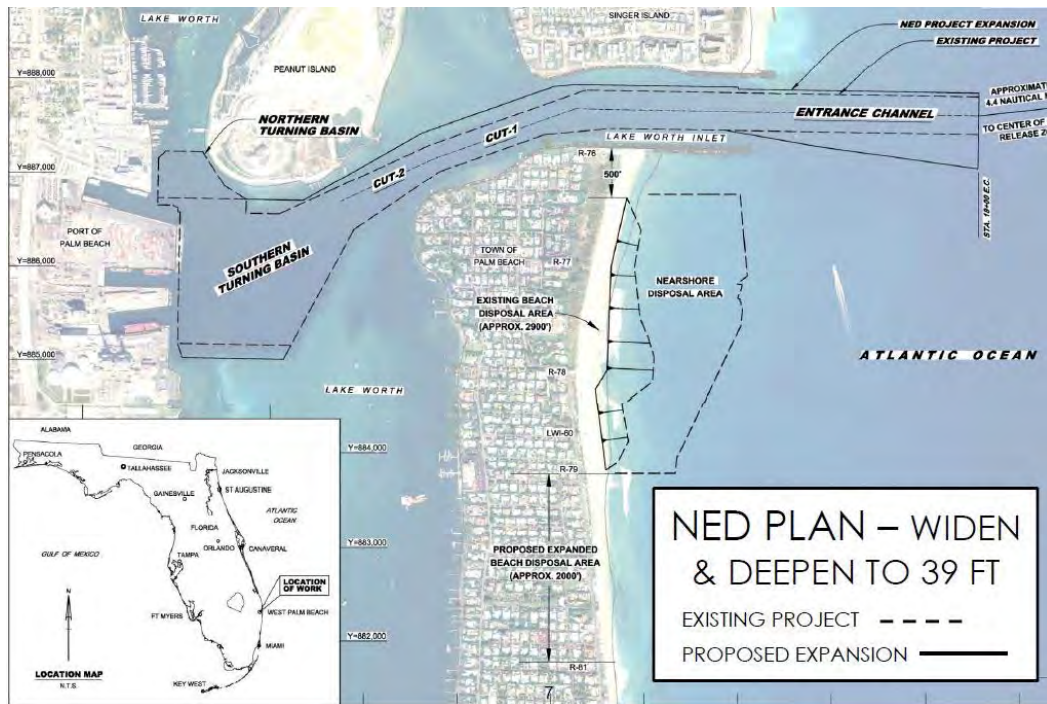 LAKE WORTH
SINGER ISLAND
NED PROJECT EXPANSION
EXISTING PROJECT
Y=888,000
PEANUT ISLAND
APPROXIMAT
4.4 NAUTICAL
ENTRANCE CHANNEL
NORTHERN
TURNING BASIN
CUT-1
LAKE WORTH INLET
TO CENTER OF
RELEASE
R-76
Y=887,000
CUT-2
500'
STA. 18+00 E.C.
PORT OF
PALM BEACH
TOWN OF
PALM BEACH
R-77
Y=886,000
SOUTHERN
TURNING BASIN
NEARSHORE
DISPOSAL AREA
EXISTING BEACH
DISPOSAL AREA
(APPROX. 2900')
Y=885,000
ATLANTIC OCEAN
R-78
LAKE WORTH
LWI-60
Y=884,000
R-79
PROPOSED EXPANDED
BEACH DISPOSAL AREA
(APPROX. 2000')
Y=883,000
Y=882,000
R-81
7
ALABAMA
GEORGIA
PENSACOLA
TALLAHASSEE
JACKSONVILLE
ST AUGUSTINE
GAINESVILLE
ATLANTIC
OCEAN
FLORIDA
GULF OF MEXICO
ORLANDO
CANAVERAL
TAMPA
LOCATION
OF WORK
N
WEST PALM BEACH
FT MYERS
MIAMI
LOCATION MAP
N.T.S.
KEY WEST
NED PLAN – WIDEN
& DEEPEN TO 39 FT
EXISTING PROJECT
PROPOSED EXPANSION